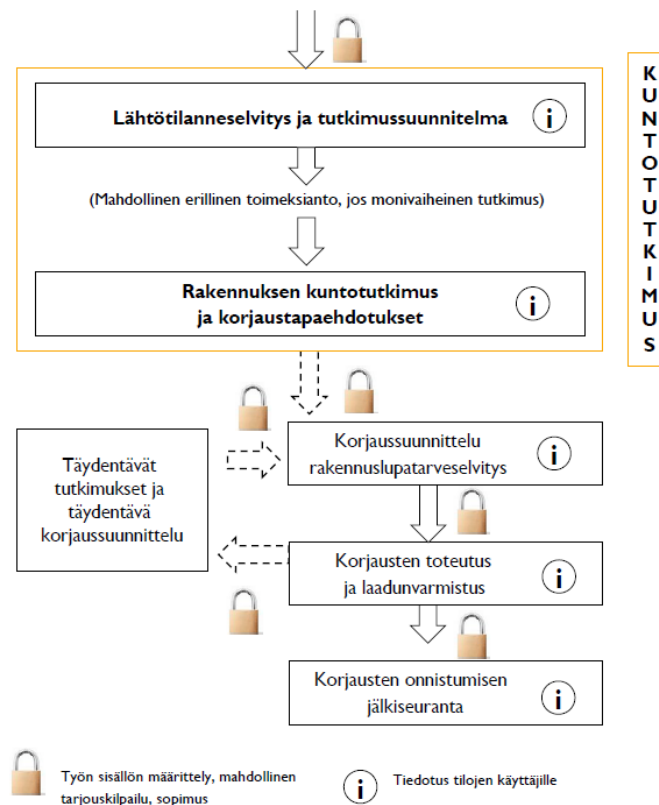 Lähtötilanneselvitys ja tutkimussuunnitelma
i
(Mahdollinen erillinen toimeksianto, jos monivaiheinen tutkimus)
Rakennuksen kuntotutkimus
ja korjaustapaehdotukset
i
K
U
N
T
O
T
U
T
K
I
M
U
S
Korjaussuunnittelu
rakennuslupatarveselvitys
i
Täydentävät
tutkimukset ja
täydentävä
korjaussuunnittelu
Korjausten toteutus
ja laadunvarmistus
i
Korjausten onnistumisen
jälkiseuranta
i
Työn sisällön määrittely, mahdollinen
tarjouskilpailu, sopimus
i
Tiedotus tilojen käyttäjille